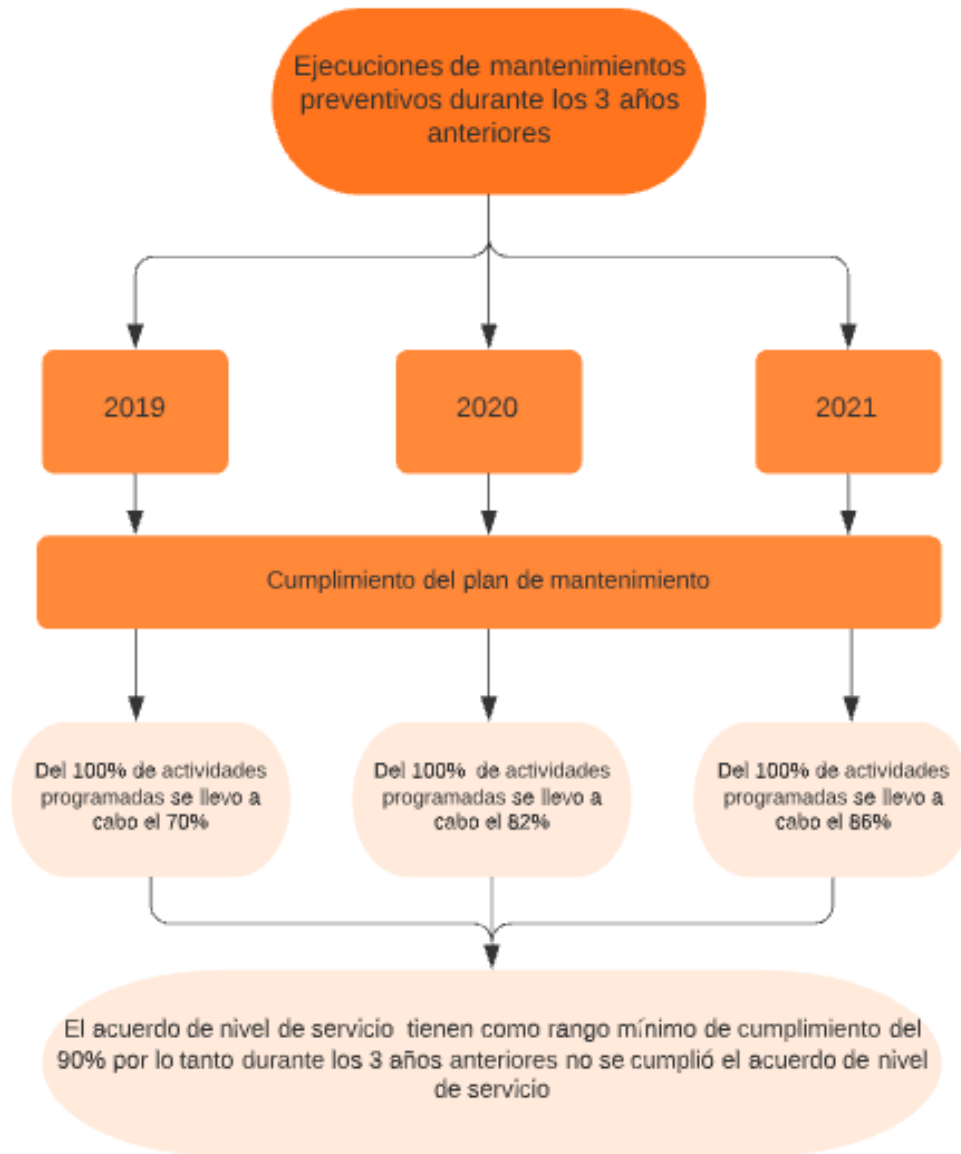 Ejecuciones de mantenimientos
preventivos durante los 3 años
anteriores
2019
2020
2021
Cumplimiento del plan de mantenimiento
Del 100% de actividades
programadas se llevo a
cabo el 70%
Del 100% de actividades
programadas se llevo a
cabo el 82%
Del 100% de actividades
programadas se llevo a
cabo el 86%
El acuerdo de nivel de servicio tienen como rango mínimo de cumplimiento del
90% por lo tanto durante los 3 años anteriores no se cumplió el acuerdo de nivel
de servicio